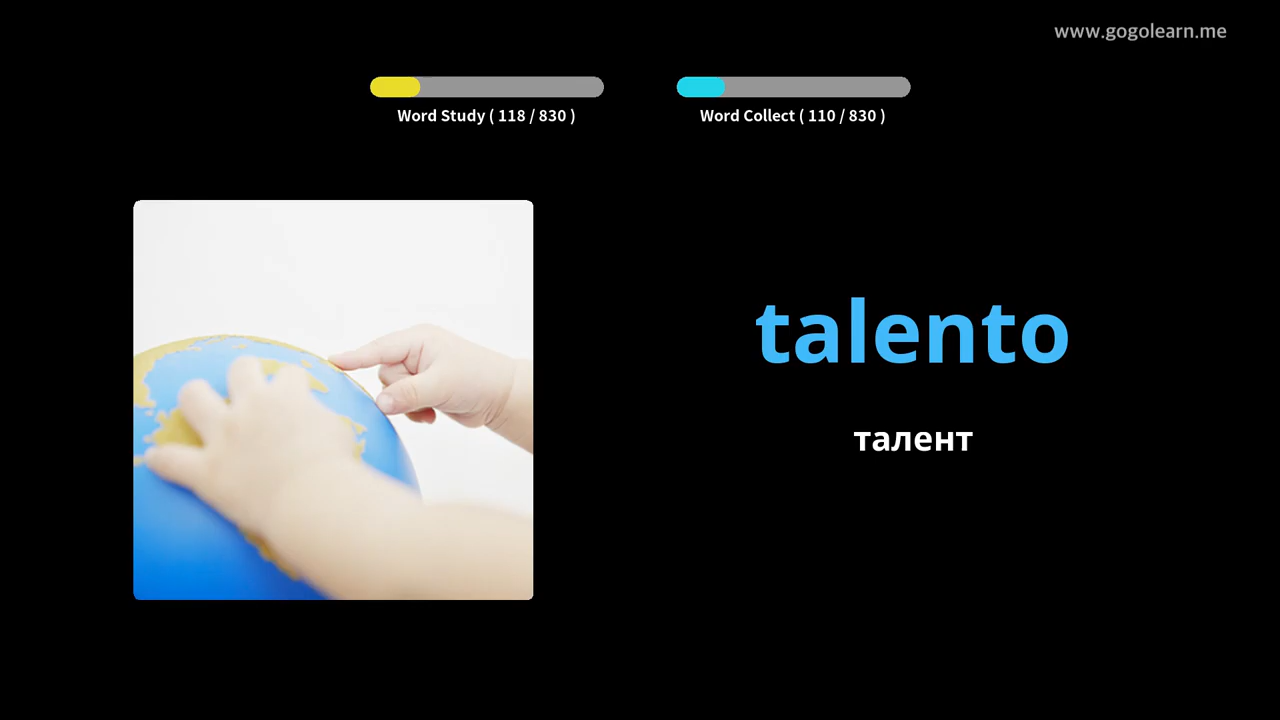 www.gogolearn.me
Word Study ( 118 / 830 )
Word Collect ( 110 / 830 )
talento
талент